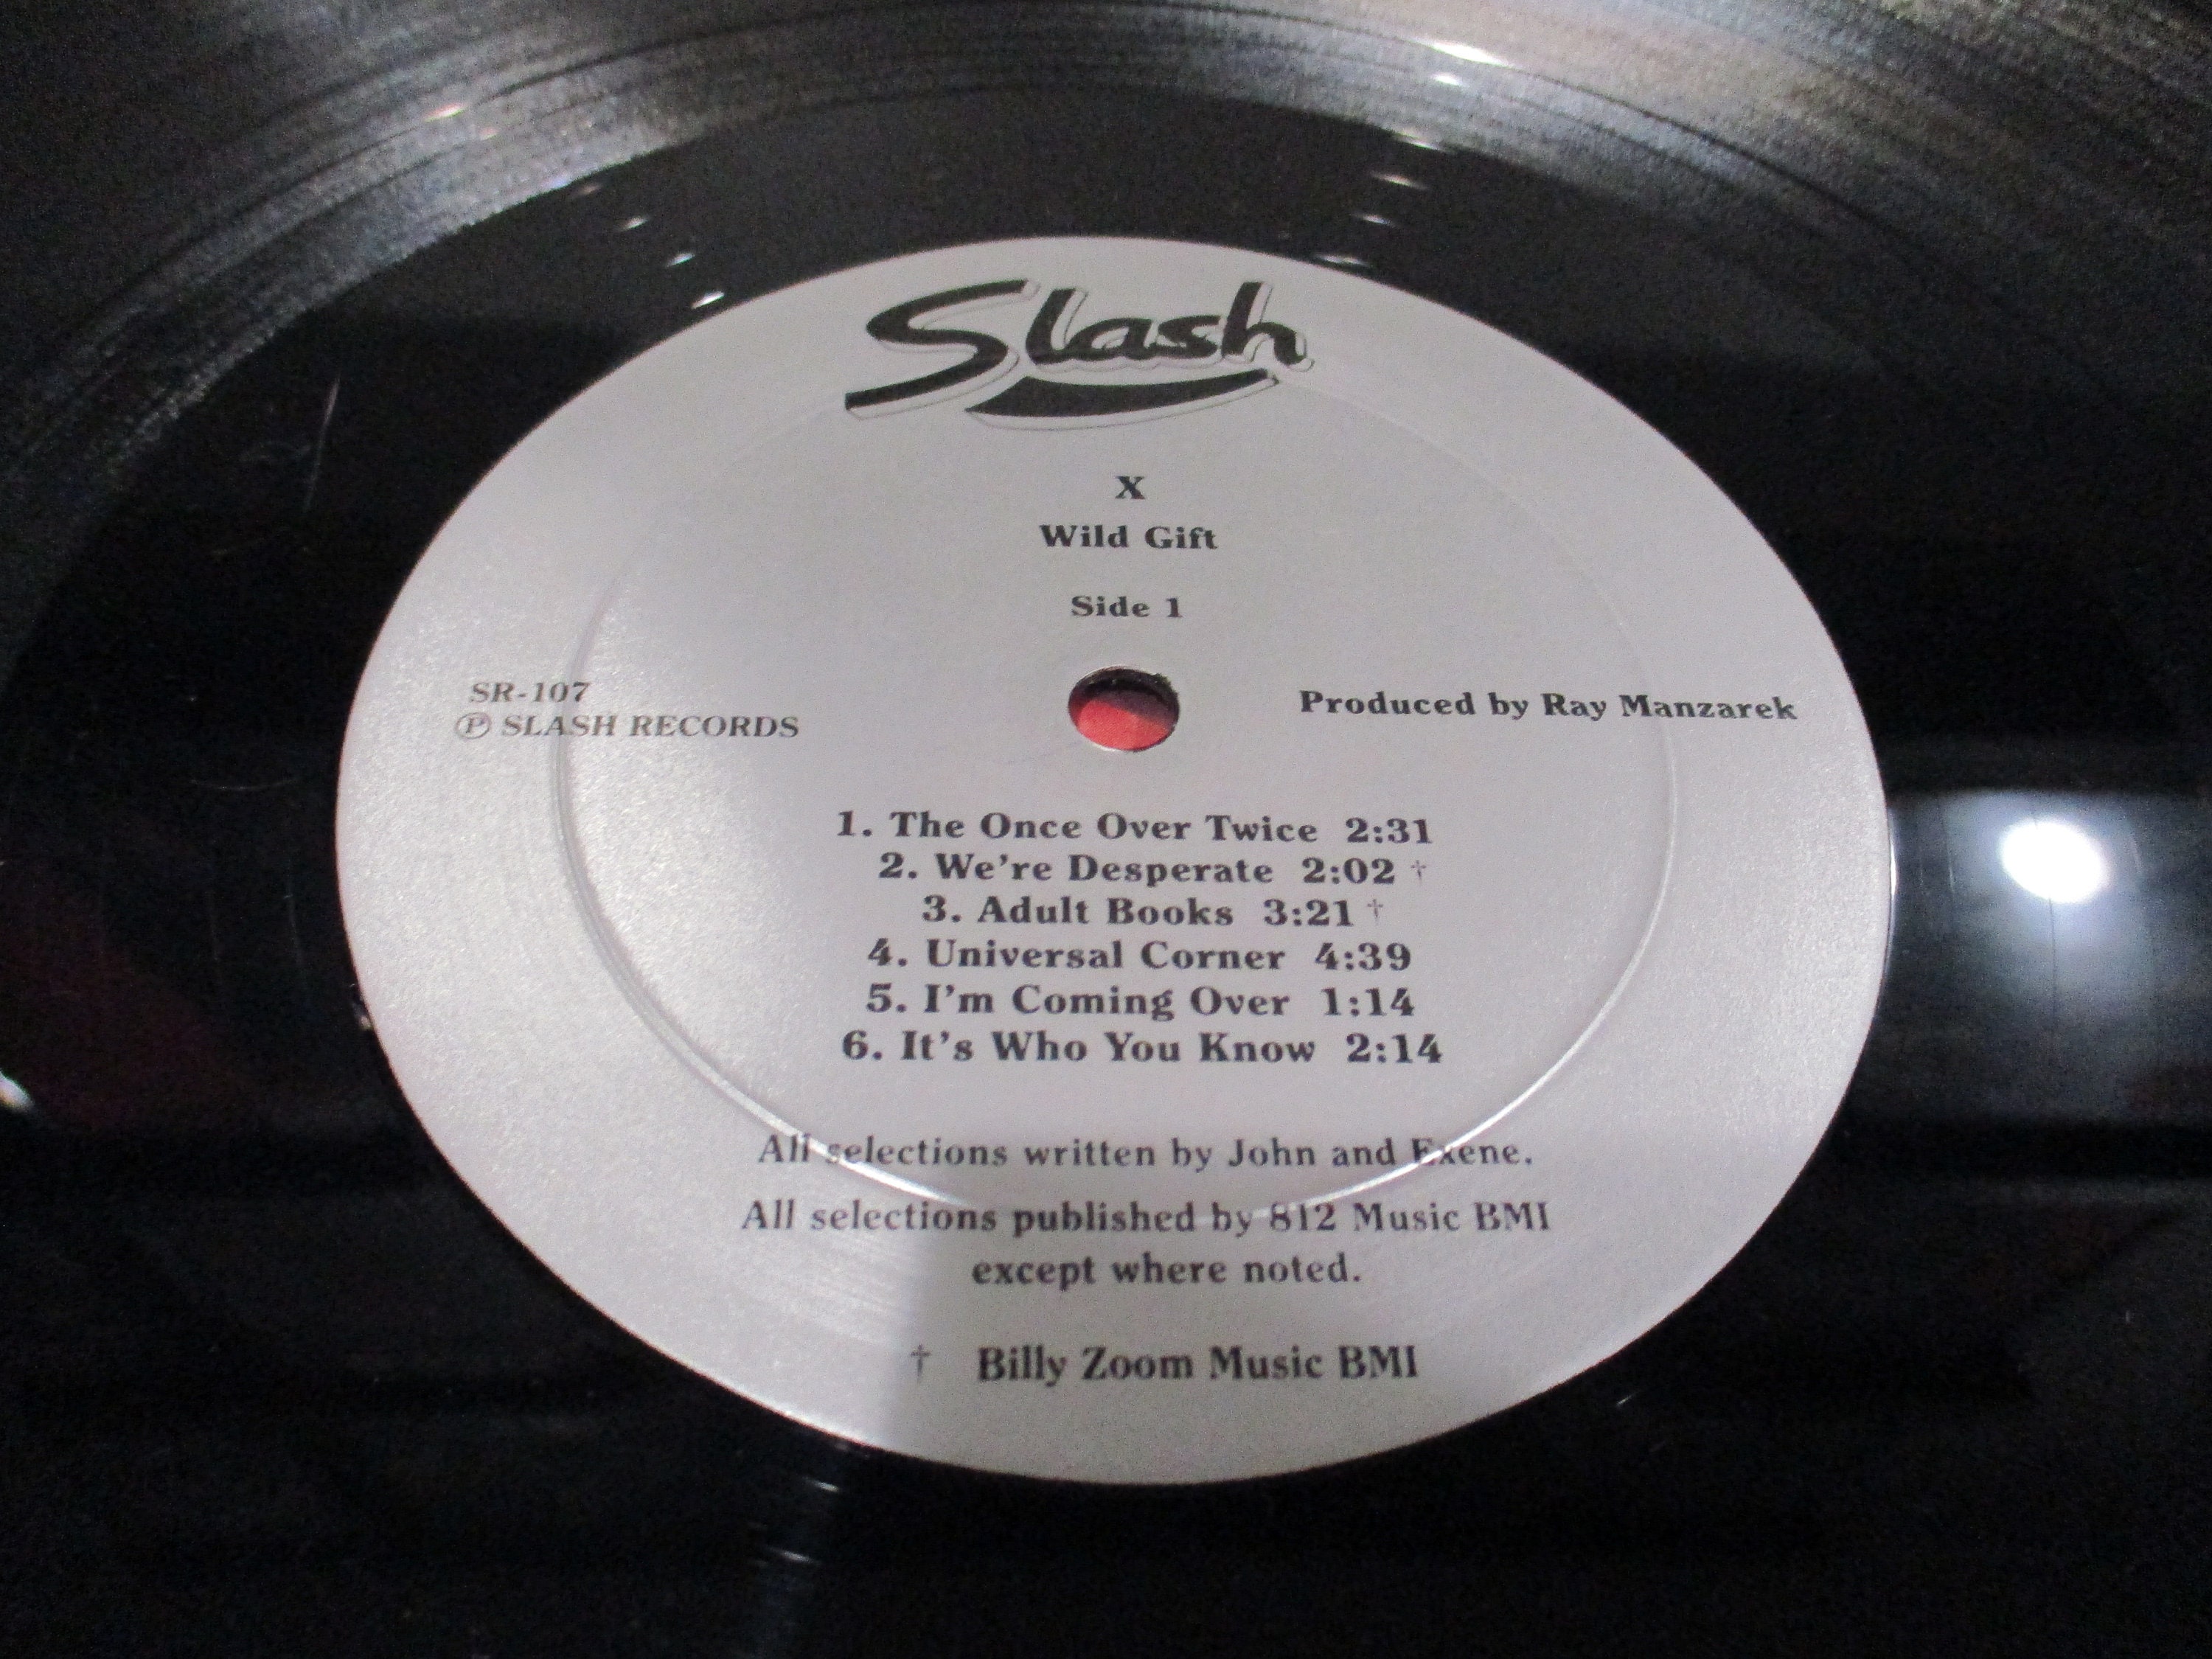 Slash
X
Wild Gift
Side 1
SR-107
Ⓟ SLASH RECORDS
Produced by Ray Manzarek
1. The Once Over Twice 2:31
2. We're Desperate 2:02 †
3. Adult Books 3:21 †
4. Universal Corner 4:39
5. I'm Coming Over 1:14
6. It's Who You Know 2:14
All selections written by John and Exene.
All selections published by 812 Music BMI
except where noted.
† Billy Zoom Music BMI